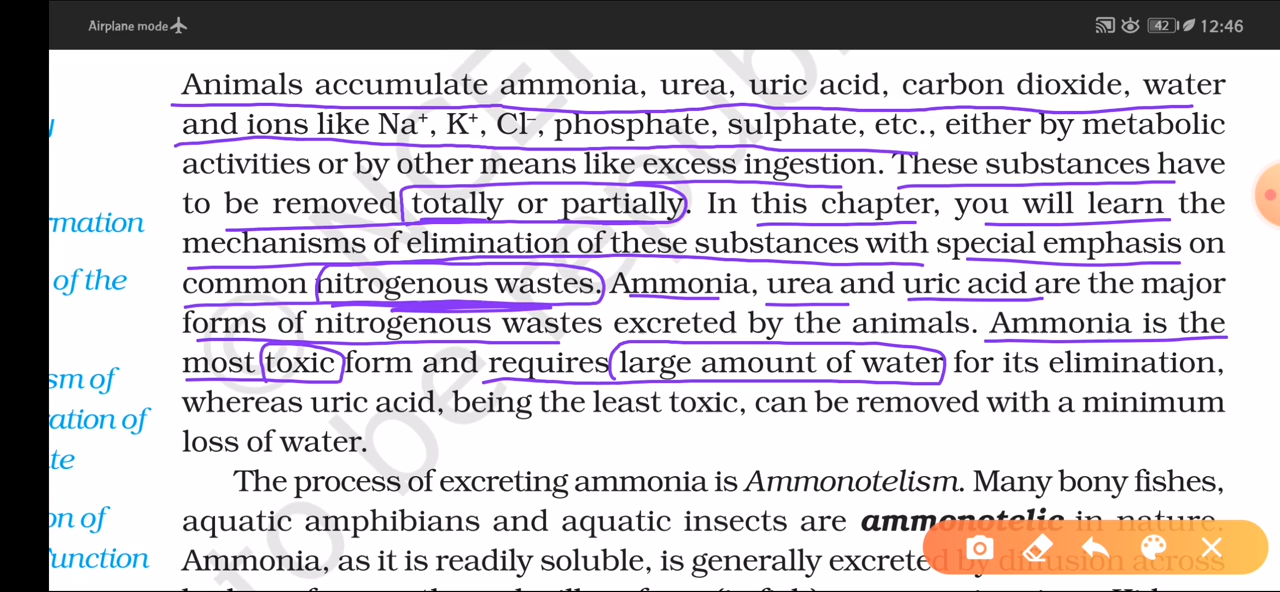 Airplane mode 42 12:46
Animals accumulate ammonia, urea, uric acid, carbon dioxide, water
and ions like Na⁺, K⁺, Cl⁻, phosphate, sulphate, etc., either by metabolic
activities or by other means like excess ingestion. These substances have
to be removed totally or partially. In this chapter, you will learn the
rmation
mechanisms of elimination of these substances with special emphasis on
of the
common nitrogenous wastes. Ammonia, urea and uric acid are the major
forms of nitrogenous wastes excreted by the animals. Ammonia is the
most toxic form and requires large amount of water for its elimination,
sm of
whereas uric acid, being the least toxic, can be removed with a minimum
ation of
loss of water.
te
The process of excreting ammonia is Ammonotelism. Many bony fishes,
on of
aquatic amphibians and aquatic insects are ammonotelic in nature.
unction
Ammonia, as it is readily soluble, is generally excreted by diffusion across